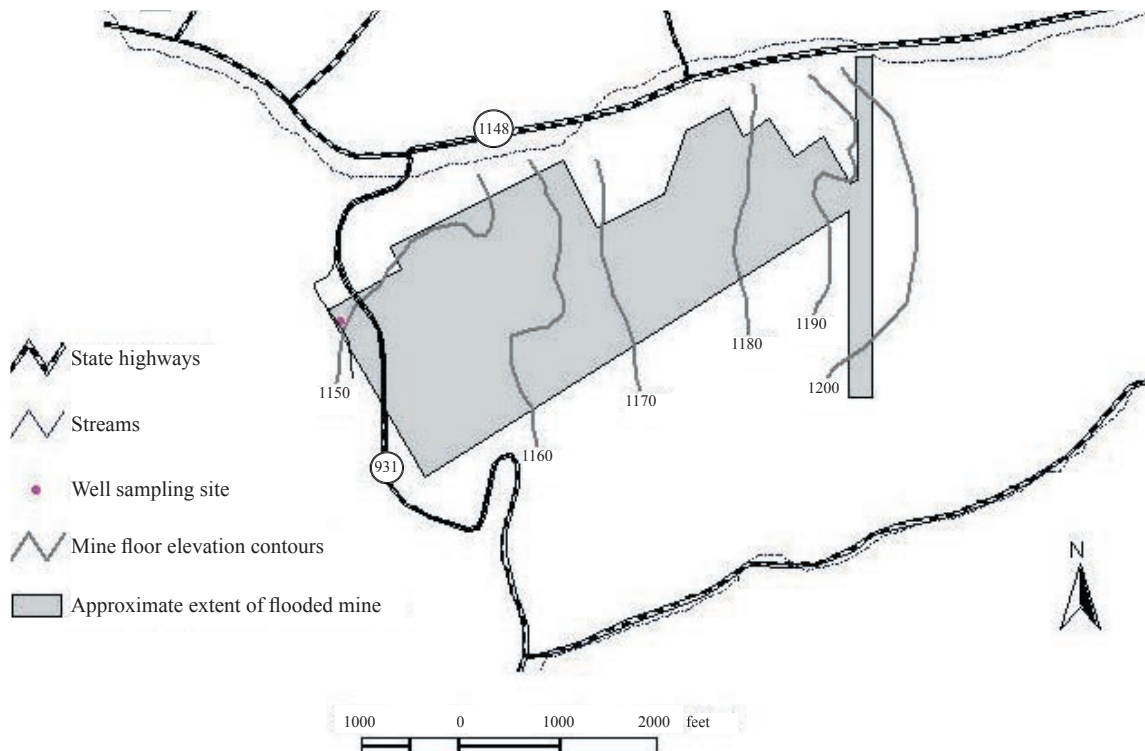 1148
1190
1180
1200
1150
1170
1160
931
State highways
Streams
Well sampling site
Mine floor elevation contours
Approximate extent of flooded mine
N
1000 0 1000 2000 feet